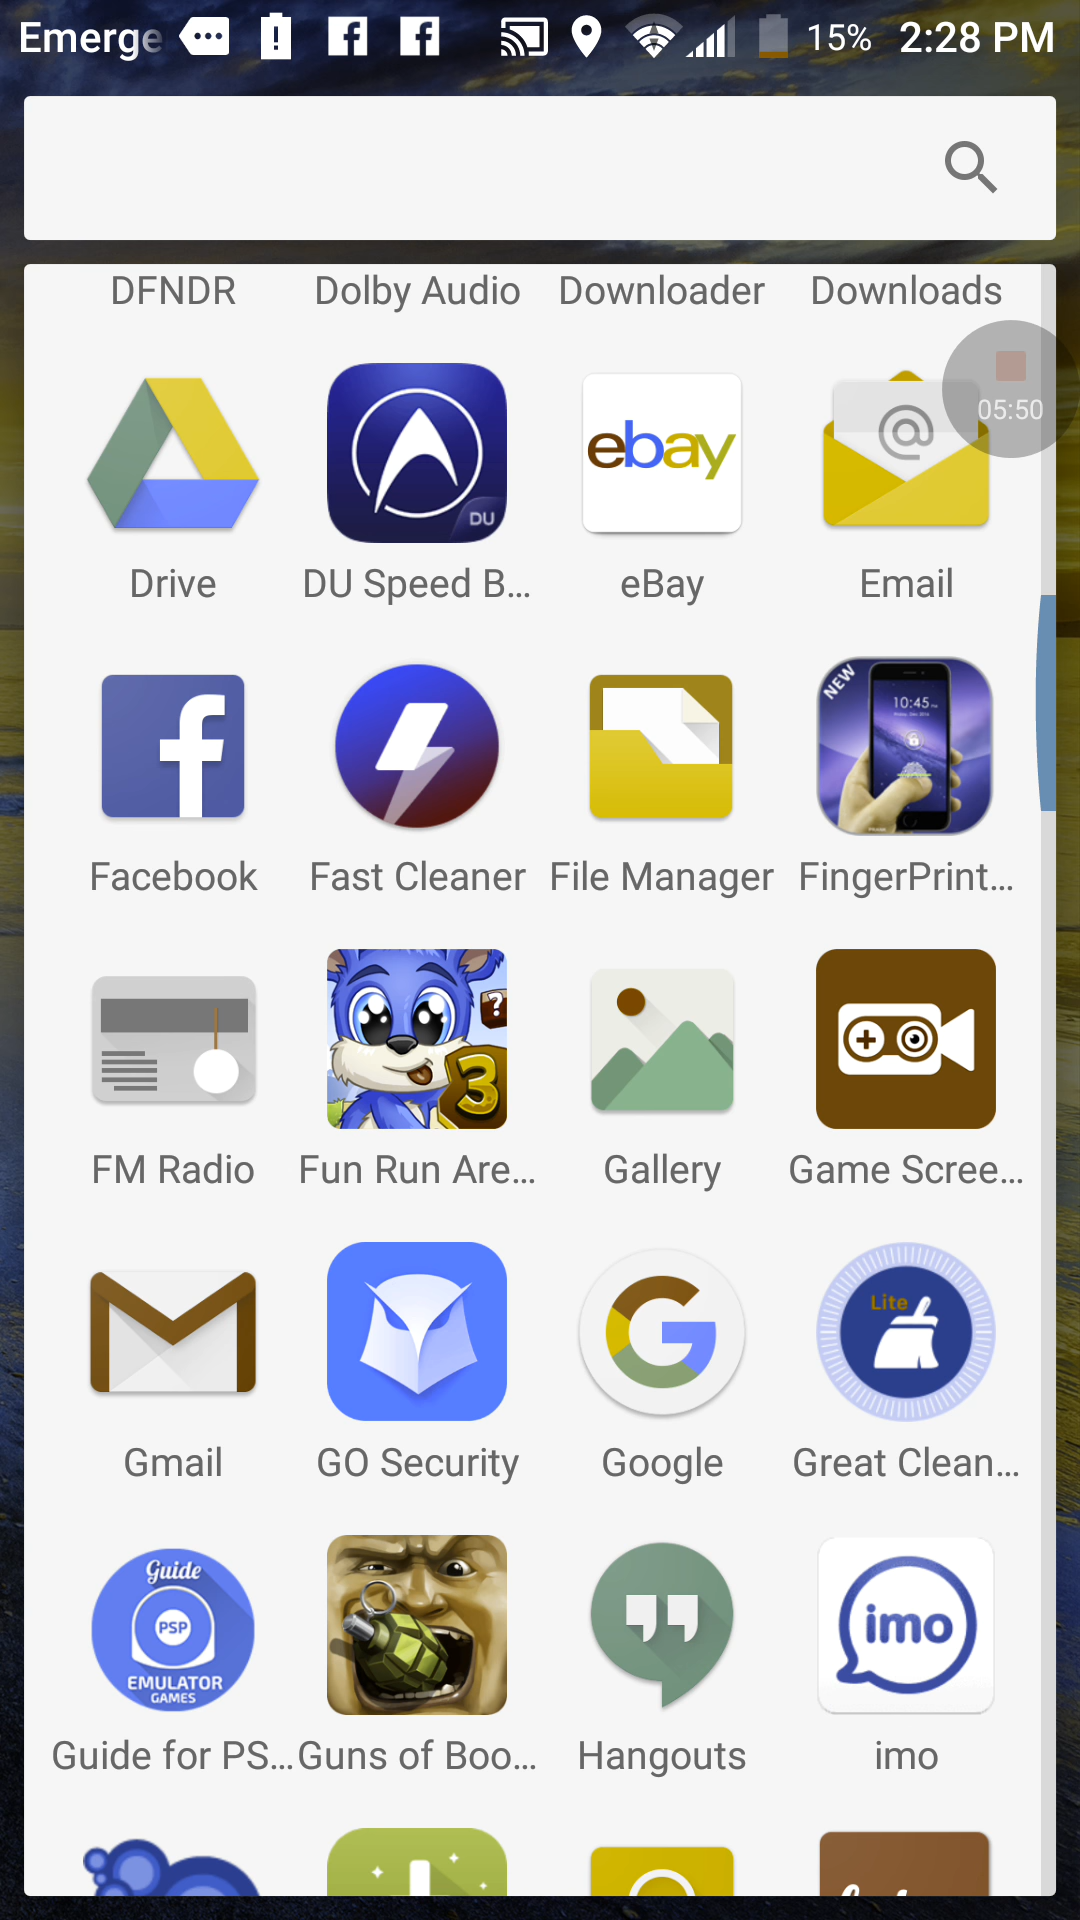 Emerge 15% 2:28 PM
DFNDR Dolby Audio Downloader Downloads
05:50
@
DU
ebay
Drive DU Speed B... eBay Email
NEW
10:45
Facebook Fast Cleaner File Manager FingerPrint...
?
3
FM Radio Fun Run Are... Gallery Game Scree...
Lite
Gmail GO Security Google Great Clean...
Guide
PSP
EMULATOR
GAMES
imo
Guide for PS... Guns of Boo... Hangouts imo